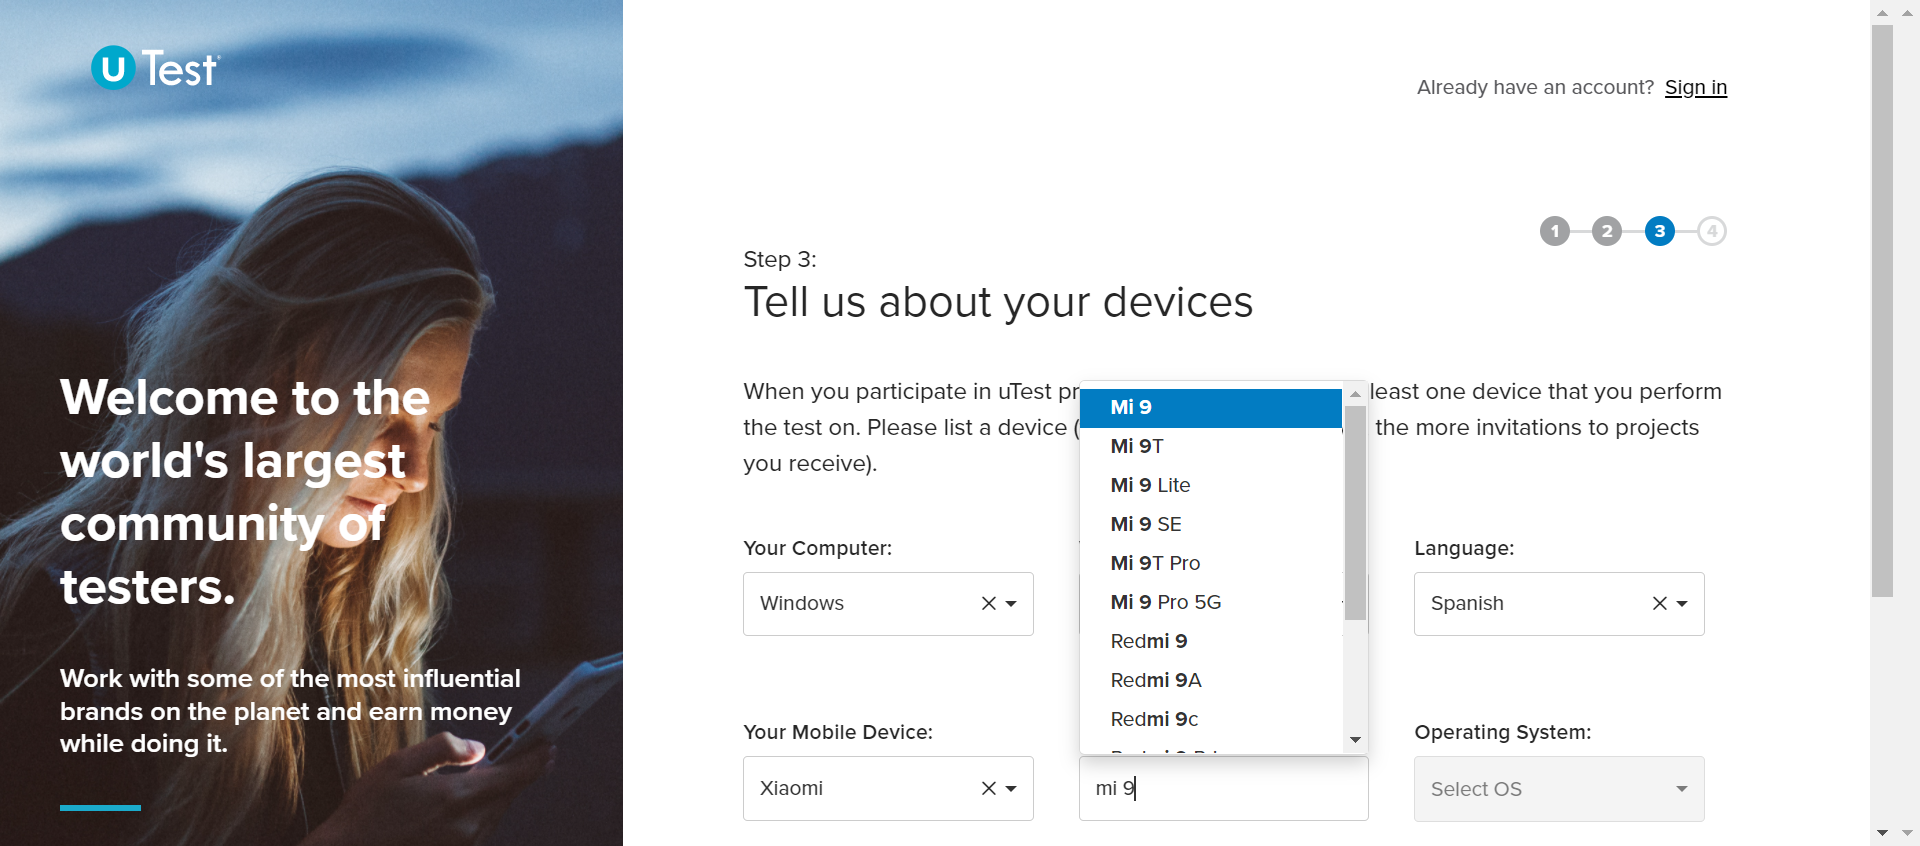 uTest
Welcome to the
world's largest
community of
testers.
Work with some of the most influential
brands on the planet and earn money
while doing it.
Already have an account? Sign in
1 2 3 4
Step 3:
Tell us about your devices
When you participate in uTest pr least one device that you perform
the test on. Please list a device ( the more invitations to projects
you receive).
Your Computer:
Windows
Language:
Spanish
Mi 9
Mi 9T
Mi 9 Lite
Mi 9 SE
Mi 9T Pro
Mi 9 Pro 5G
Redmi 9
Redmi 9A
Redmi 9c
Your Mobile Device:
Xiaomi
mi 9
Operating System:
Select OS